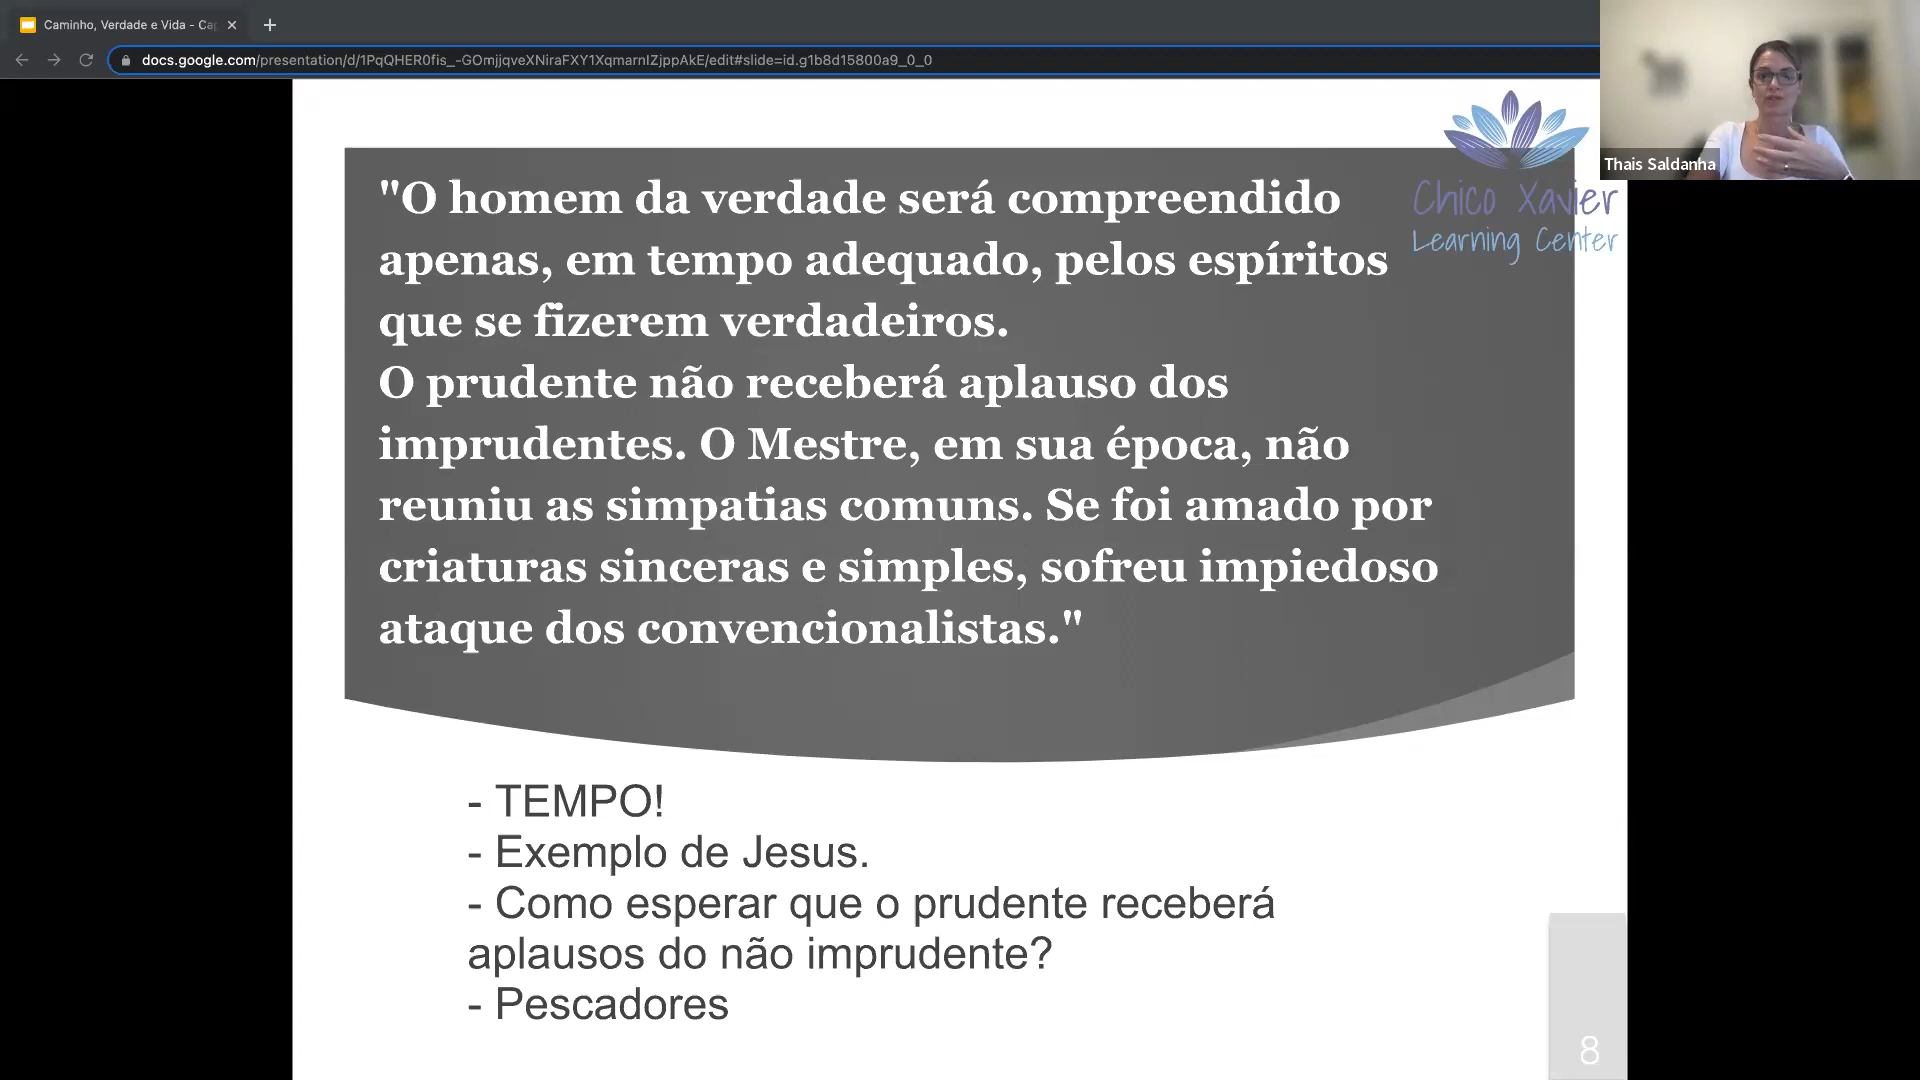 Caminho, Verdade e Vida - Cap
docs.google.com/presentation/d/1PqQHER0fis_-GOmjjqveXNiraFXY1XqmarnIZjppAkE/edit#slide=id.g1b8d15800a9_0_0
Thais Saldanha
Chico Xavier
Learning Center
"O homem da verdade será compreendido
apenas, em tempo adequado, pelos espíritos
que se fizerem verdadeiros.
O prudente não receberá aplauso dos
imprudentes. O Mestre, em sua época, não
reuniu as simpatias comuns. Se foi amado por
criaturas sinceras e simples, sofreu impiedoso
ataque dos convencionalistas."
- TEMPO!
- Exemplo de Jesus.
- Como esperar que o prudente receberá
aplausos do não imprudente?
- Pescadores
8